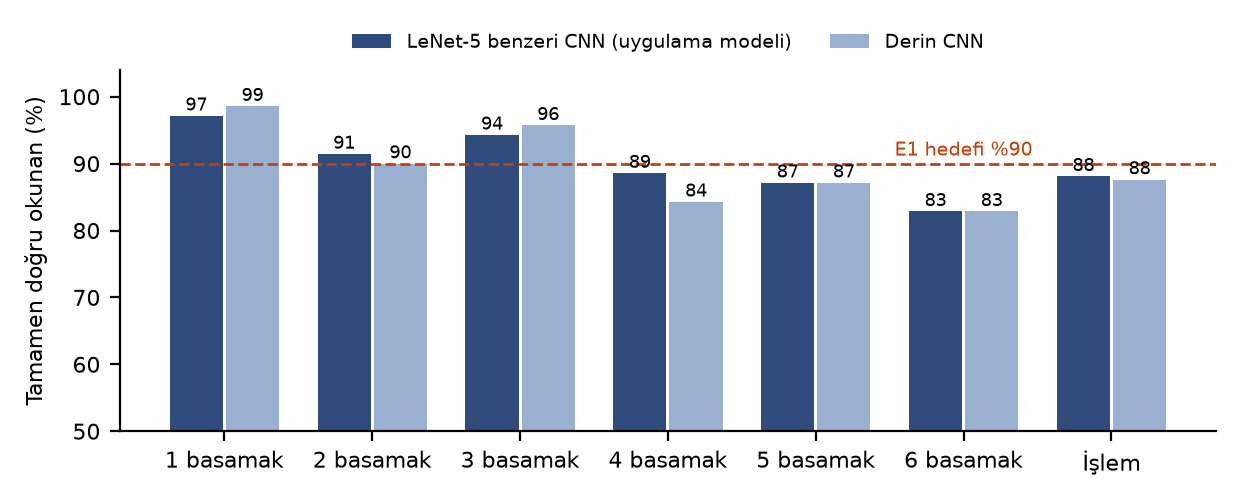 LeNet-5 benzeri CNN (uygulama modeli) Derin CNN
Tamamen doğru okunan (%)
100
90
80
70
60
50
97 99 91 90 94 96 89 84 87 87 83 83 88 88
E1 hedefi %90
1 basamak 2 basamak 3 basamak 4 basamak 5 basamak 6 basamak İşlem